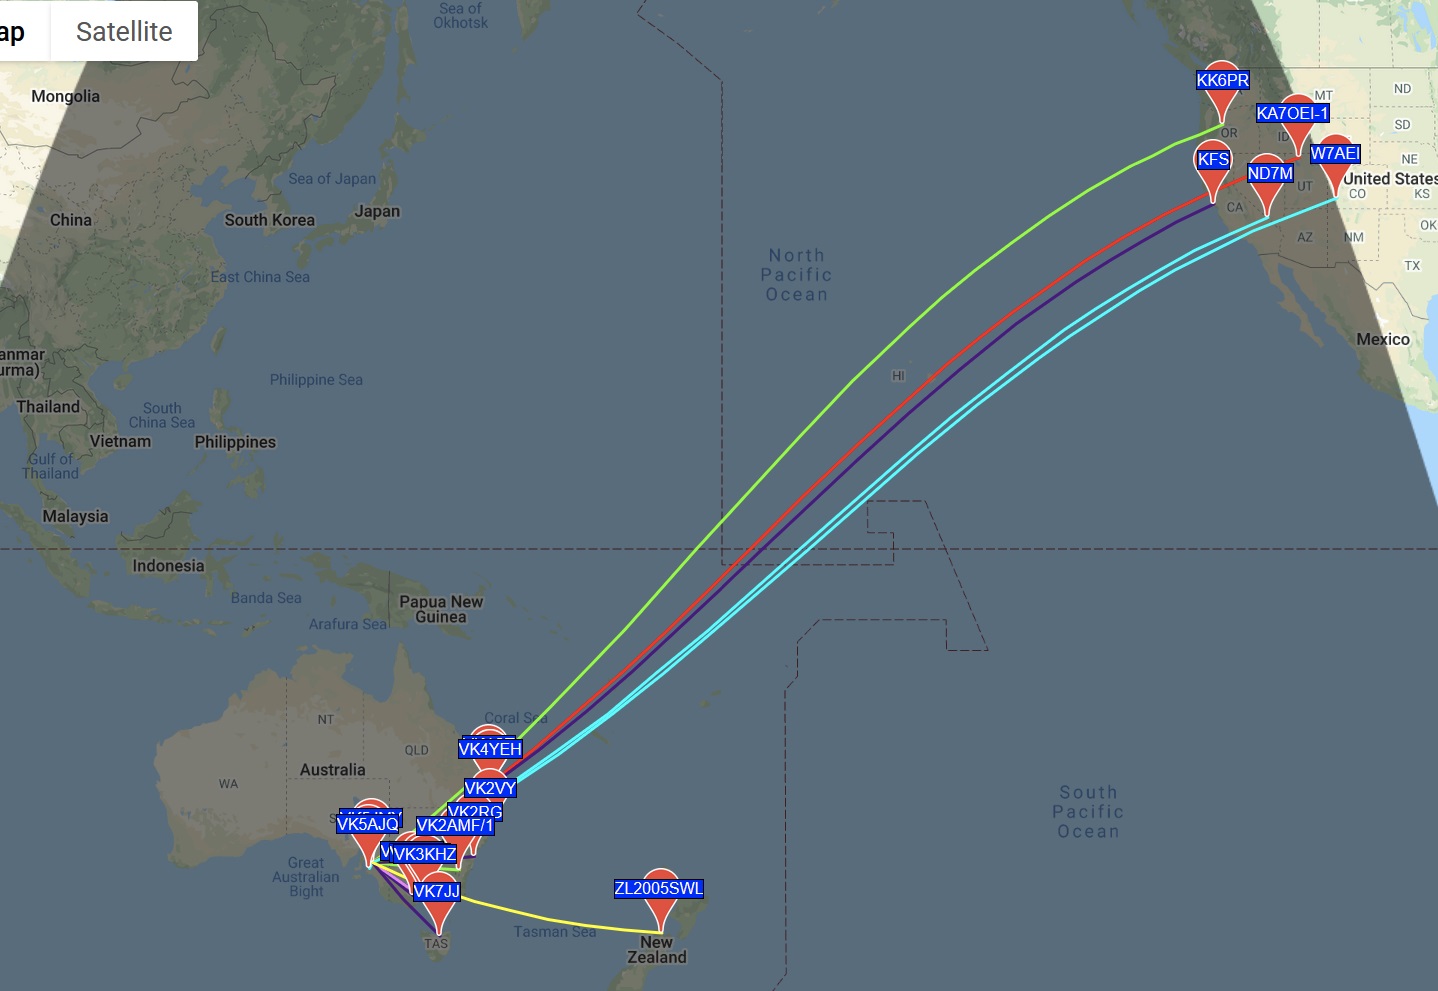 ap
Satellite
Sea of
Okhotsk
Mongolia
KK6PR
MT
ND
KA7OEI-1
OR
ID
SD
KFS
W7AEI
NE
ND7M
UT
United States
CO
KS
Sea of Japan
Japan
South Korea
China
CA
AZ
NM
OK
TX
East China Sea
North
Pacific
Ocean
anmar
urma)
Mexico
Philippine Sea
HI
Thailand
South
China Sea
Vietnam
Philippines
Gulf of
Thailand
Malaysia
Indonesia
Banda Sea
Papua New
Guinea
Arafura Sea
Coral Sea
NT
QLD
VK4YEH
Australia
WA
VK2VY
South
Pacific
Ocean
VK2RG
VK5AJQ
VK2AMF/1
VK3KHZ
Great
Australian
Bight
VK7JJ
ZL2005SWL
Tasman Sea
TAS
New
Zealand